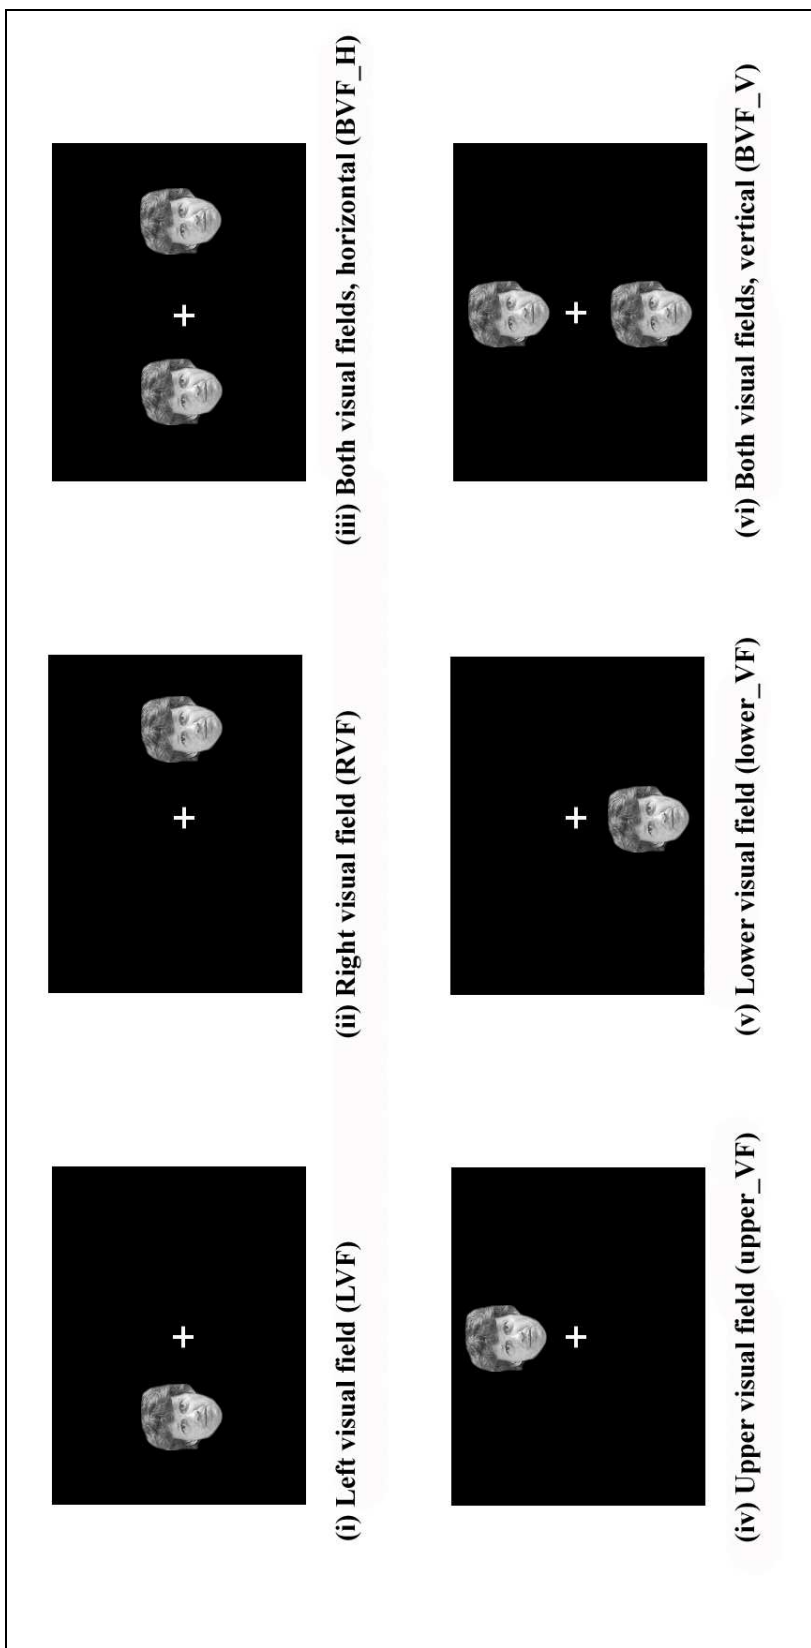 (i) Left visual field (LVF)
(ii) Right visual field (RVF)
(iii) Both visual fields, horizontal (BVF_H)
(iv) Upper visual field (upper_VF)
(v) Lower visual field (lower_VF)
(vi) Both visual fields, vertical (BVF_V)